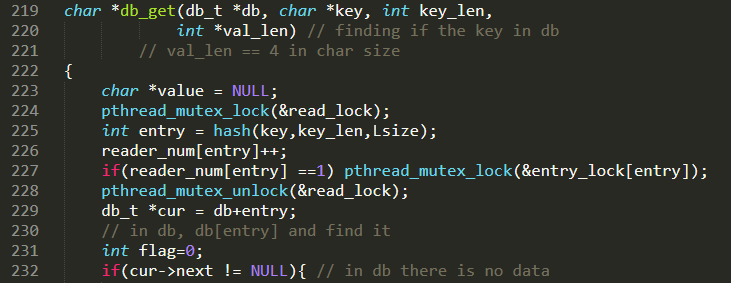 219 char *db_get(db_t *db, char *key, int key_len,
220 int *val_len) // finding if the key in db
221 // val_len == 4 in char size
222 {
223 char *value = NULL;
224 pthread_mutex_lock(&read_lock);
225 int entry = hash(key,key_len,Lsize);
226 reader_num[entry]++;
227 if(reader_num[entry] ==1) pthread_mutex_lock(&entry_lock[entry]);
228 pthread_mutex_unlock(&read_lock);
229 db_t *cur = db+entry;
230 // in db, db[entry] and find it
231 int flag=0;
232 if(cur->next != NULL){ // in db there is no data